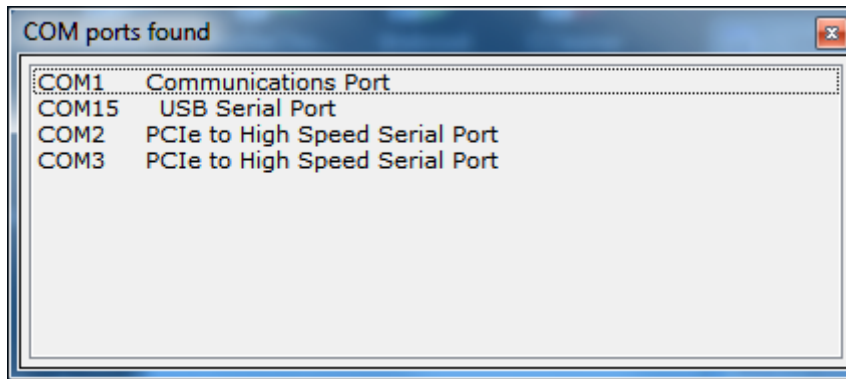 COM ports found
COM1 Communications Port
COM15 USB Serial Port
COM2 PCIe to High Speed Serial Port
COM3 PCIe to High Speed Serial Port